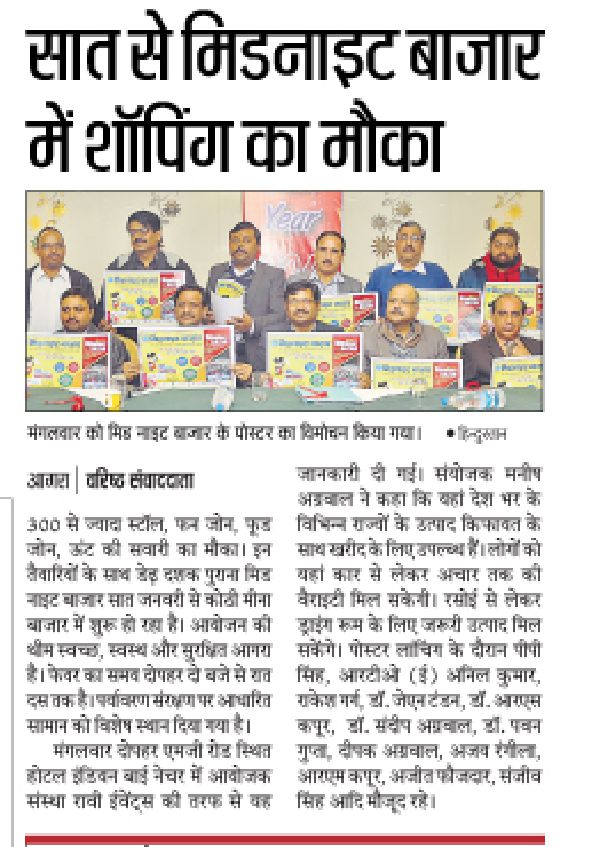 सात से मिडनाइट बाजार
में शॉपिंग का मौका
Year
मंगलवार को मिड नाइट बाजार के पोस्टर का विमोचन किया गया। ● हिन्दुस्तान
आगरा | वरिष्ठ संवाददाता
300 से ज्यादा स्टॉल, फन जोन, फूड
जोन, ऊंट की सवारी का मौका। इन
तैयारियों के साथ डेढ़ दशक पुराना मिड
नाइट बाजार सात जनवरी से कोठी मीना
बाजार में शुरू हो रहा है। आयोजन की
थीम स्वच्छ, स्वस्थ और सुरक्षित आगरा
है। फेयर का समय दोपहर दो बजे से रात
दस तक है। पर्यावरण संरक्षण पर आधारित
सामान को विशेष स्थान दिया गया है।
मंगलवार दोपहर एमजी रोड स्थित
होटल इंडियन बाई नेचर में आयोजक
संस्था रावी ईवेंट्स की तरफ से यह
जानकारी दी गई। संयोजक मनीष
अग्रवाल ने कहा कि यहां देश भर के
विभिन्न राज्यों के उत्पाद किफायत के
साथ खरीद के लिए उपलब्ध हैं। लोगों को
यहां कार से लेकर अचार तक की
वैराइटी मिल सकेगी। रसोई से लेकर
ड्राइंग रूम के लिए जरूरी उत्पाद मिल
सकेंगे। पोस्टर लांचिंग के दौरान पीपी
सिंह, आरटीओ (ई) अनिल कुमार,
राकेश गर्ग, डॉ. जेएन टंडन, डॉ. आरएस
कपूर, डॉ. संदीप अग्रवाल, डॉ. पवन
गुप्ता, दीपक अग्रवाल, अजय रंगीला,
आरएम कपूर, अजीत फौजदार, संजीव
सिंह आदि मौजूद रहे।